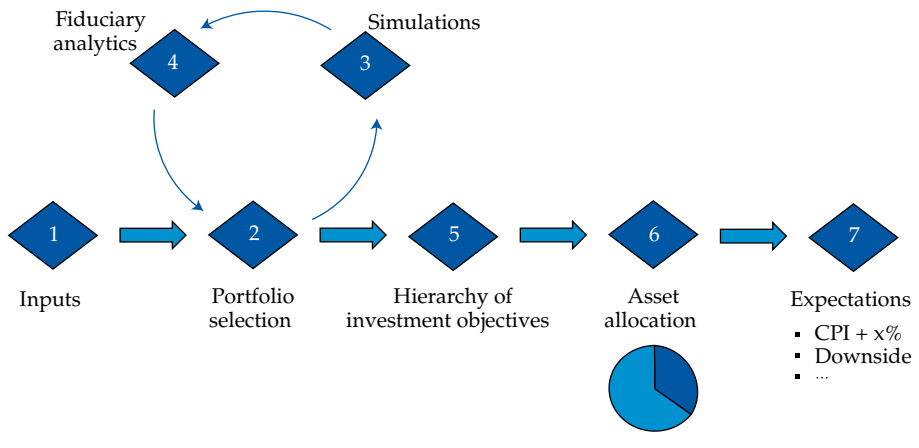 Fiduciary
analytics
Simulations
4
3
1
2
5
6
7
Inputs
Portfolio
selection
Hierarchy of
investment objectives
Asset
allocation
Expectations
▪ CPI + x%
▪ Downside
▪ ...